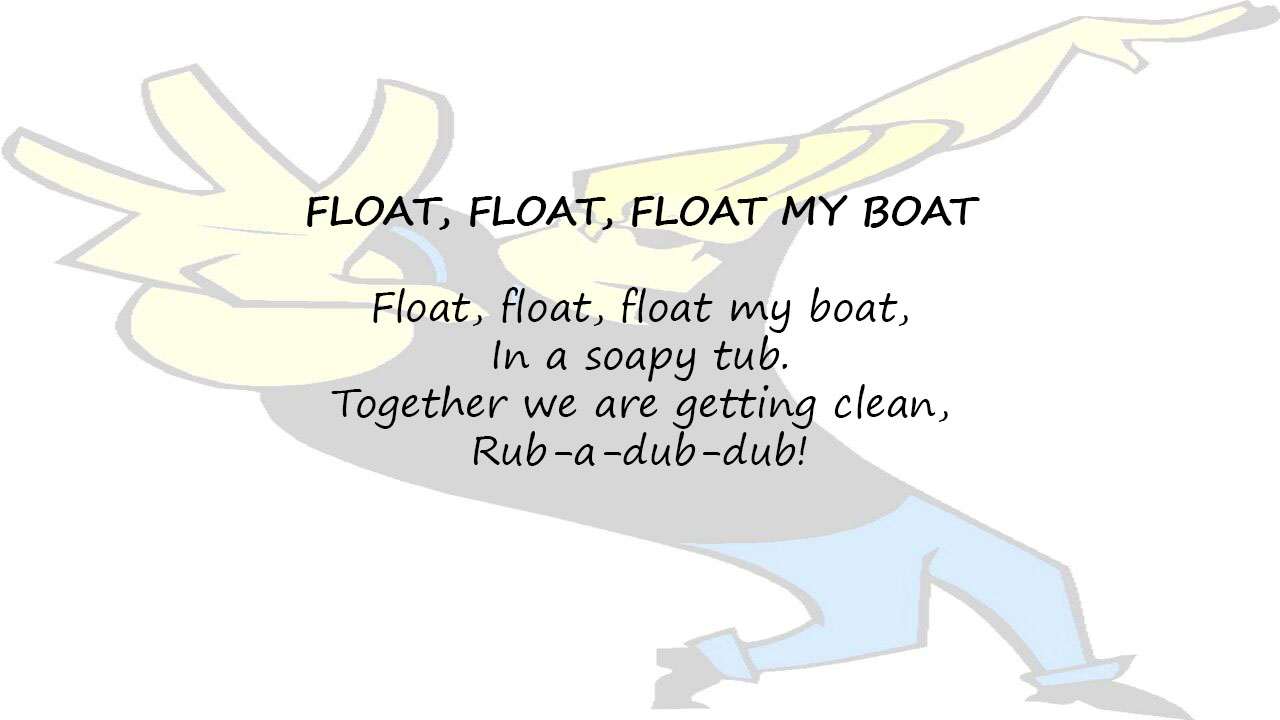 FLOAT, FLOAT, FLOAT MY BOAT
Float, float, float my boat,
In a soapy tub.
Together we are getting clean,
Rub-a-dub-dub!